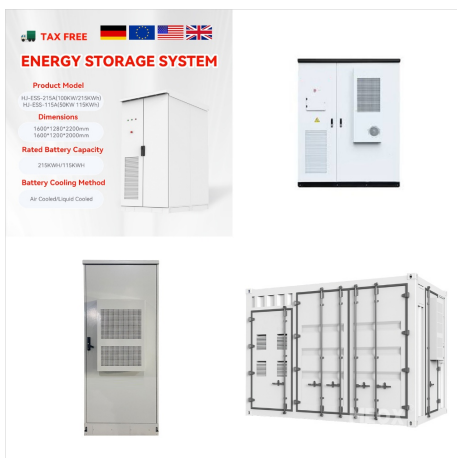 TAX FREE
ENERGY STORAGE SYSTEM
Product Model
HJ-ESS-215A(100KW/215KWh)
HJ-ESS-115A(50KW 115KWh)
Dimensions
1600*1280*2200mm
1600*1200*2000mm
Rated Battery Capacity
215KWH/115KWH
Battery Cooling Method
Air Cooled/Liquid Cooled